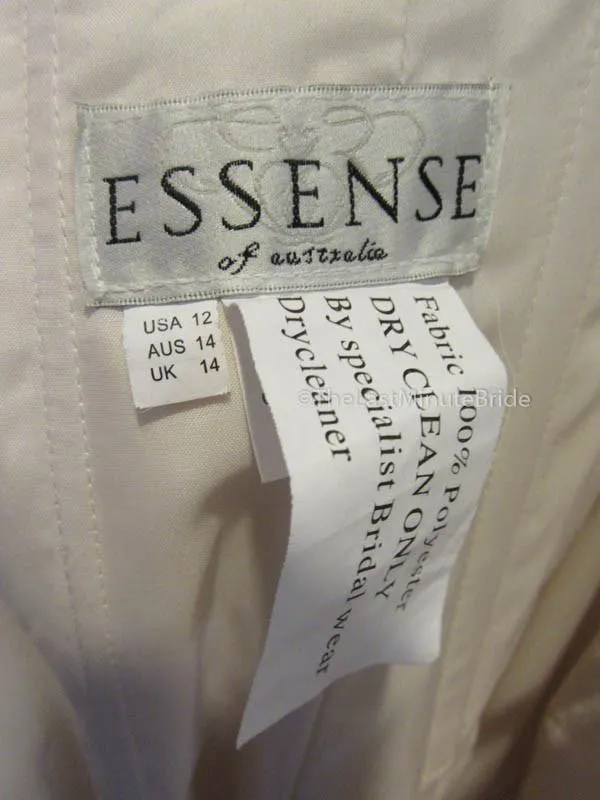 ESSENSE
of australia
USA 12
AUS 14
UK 14
Fabric 100% Polyester
DRY CLEAN ONLY
By specialist Bridal wear
Drycleaner
©TheLastMinuteBride